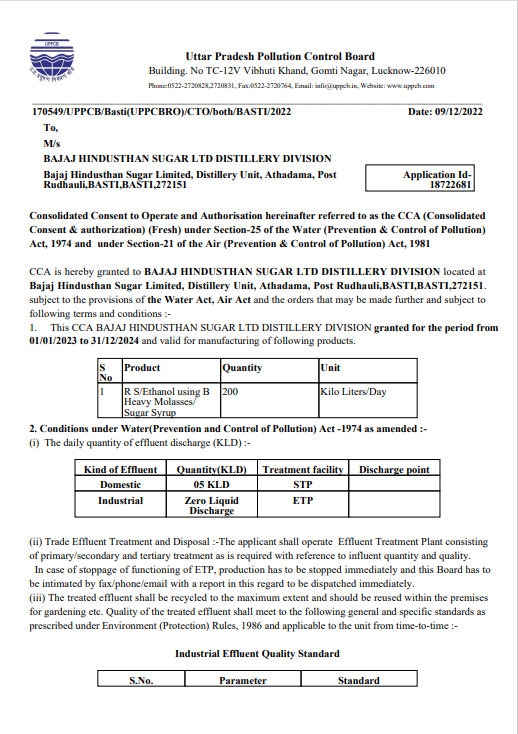 UPPCB
Uttar Pradesh Pollution Control Board
Building. No TC-12V Vibhuti Khand, Gomti Nagar, Lucknow-226010
Phone:0522-2720828,2720831, Fax:0522-2720764, Email: info@uppcb.in, Website: www.uppcb.com
170549/UPPCB/Basti(UPPCBRO)/CTO/both/BASTI/2022 Date: 09/12/2022
To,
M/s
BAJAJ HINDUSTHAN SUGAR LTD DISTILLERY DIVISION
Bajaj Hindusthan Sugar Limited, Distillery Unit, Athadama, Post
Rudhauli,BASTI,BASTI,272151
Application Id-
18722681
Consolidated Consent to Operate and Authorisation hereinafter referred to as the CCA (Consolidated
Consent & authorization) (Fresh) under Section-25 of the Water (Prevention & Control of Pollution)
Act, 1974 and under Section-21 of the Air (Prevention & Control of Pollution) Act, 1981
CCA is hereby granted to BAJAJ HINDUSTHAN SUGAR LTD DISTILLERY DIVISION located at
Bajaj Hindusthan Sugar Limited, Distillery Unit, Athadama, Post Rudhauli,BASTI,BASTI,272151.
subject to the provisions of the Water Act, Air Act and the orders that may be made further and subject to
following terms and conditions :-
1. This CCA BAJAJ HINDUSTHAN SUGAR LTD DISTILLERY DIVISION granted for the period from
01/01/2023 to 31/12/2024 and valid for manufacturing of following products.
S No Product Quantity Unit
1 R S/Ethanol using B Heavy Molasses/ Sugar Syrup 200 Kilo Liters/Day
2. Conditions under Water(Prevention and Control of Pollution) Act -1974 as amended :-
(i) The daily quantity of effluent discharge (KLD) :-
Kind of Effluent Quantity(KLD) Treatment facility Discharge point
Domestic 05 KLD STP
Industrial Zero Liquid Discharge ETP
(ii) Trade Effluent Treatment and Disposal :-The applicant shall operate Effluent Treatment Plant consisting
of primary/secondary and tertiary treatment as is required with reference to influent quantity and quality.
In case of stoppage of functioning of ETP, production has to be stopped immediately and this Board has to
be intimated by fax/phone/email with a report in this regard to be dispatched immediately.
(iii) The treated effluent shall be recycled to the maximum extent and should be reused within the premises
for gardening etc. Quality of the treated effluent shall meet to the following general and specific standards as
prescribed under Environment (Protection) Rules, 1986 and applicable to the unit from time-to-time :-
Industrial Effluent Quality Standard
S.No. Parameter Standard